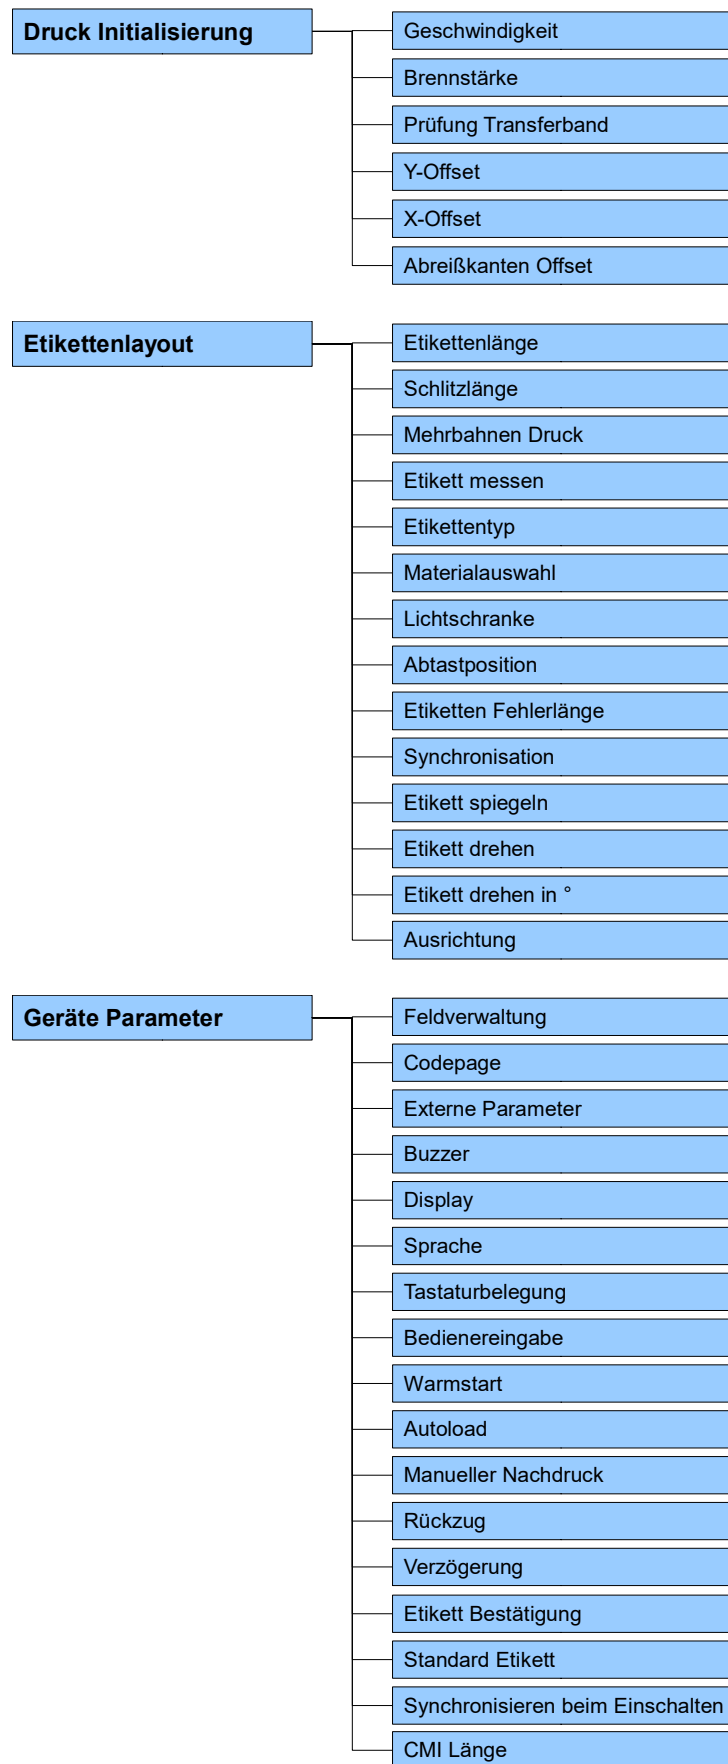 Druck Initialisierung
Geschwindigkeit
Brennstärke
Prüfung Transferband
Y-Offset
X-Offset
Abreißkanten Offset
Etikettenlayout
Etikettenlänge
Schlitzlänge
Mehrbahnen Druck
Etikett messen
Etikettentyp
Materialauswahl
Lichtschranke
Abtastposition
Etiketten Fehlerlänge
Synchronisation
Etikett spiegeln
Etikett drehen
Etikett drehen in °
Ausrichtung
Geräte Parameter
Feldverwaltung
Codepage
Externe Parameter
Buzzer
Display
Sprache
Tastaturbelegung
Bedienereingabe
Warmstart
Autoload
Manueller Nachdruck
Rückzug
Verzögerung
Etikett Bestätigung
Standard Etikett
Synchronisieren beim Einschalten
CMI Länge